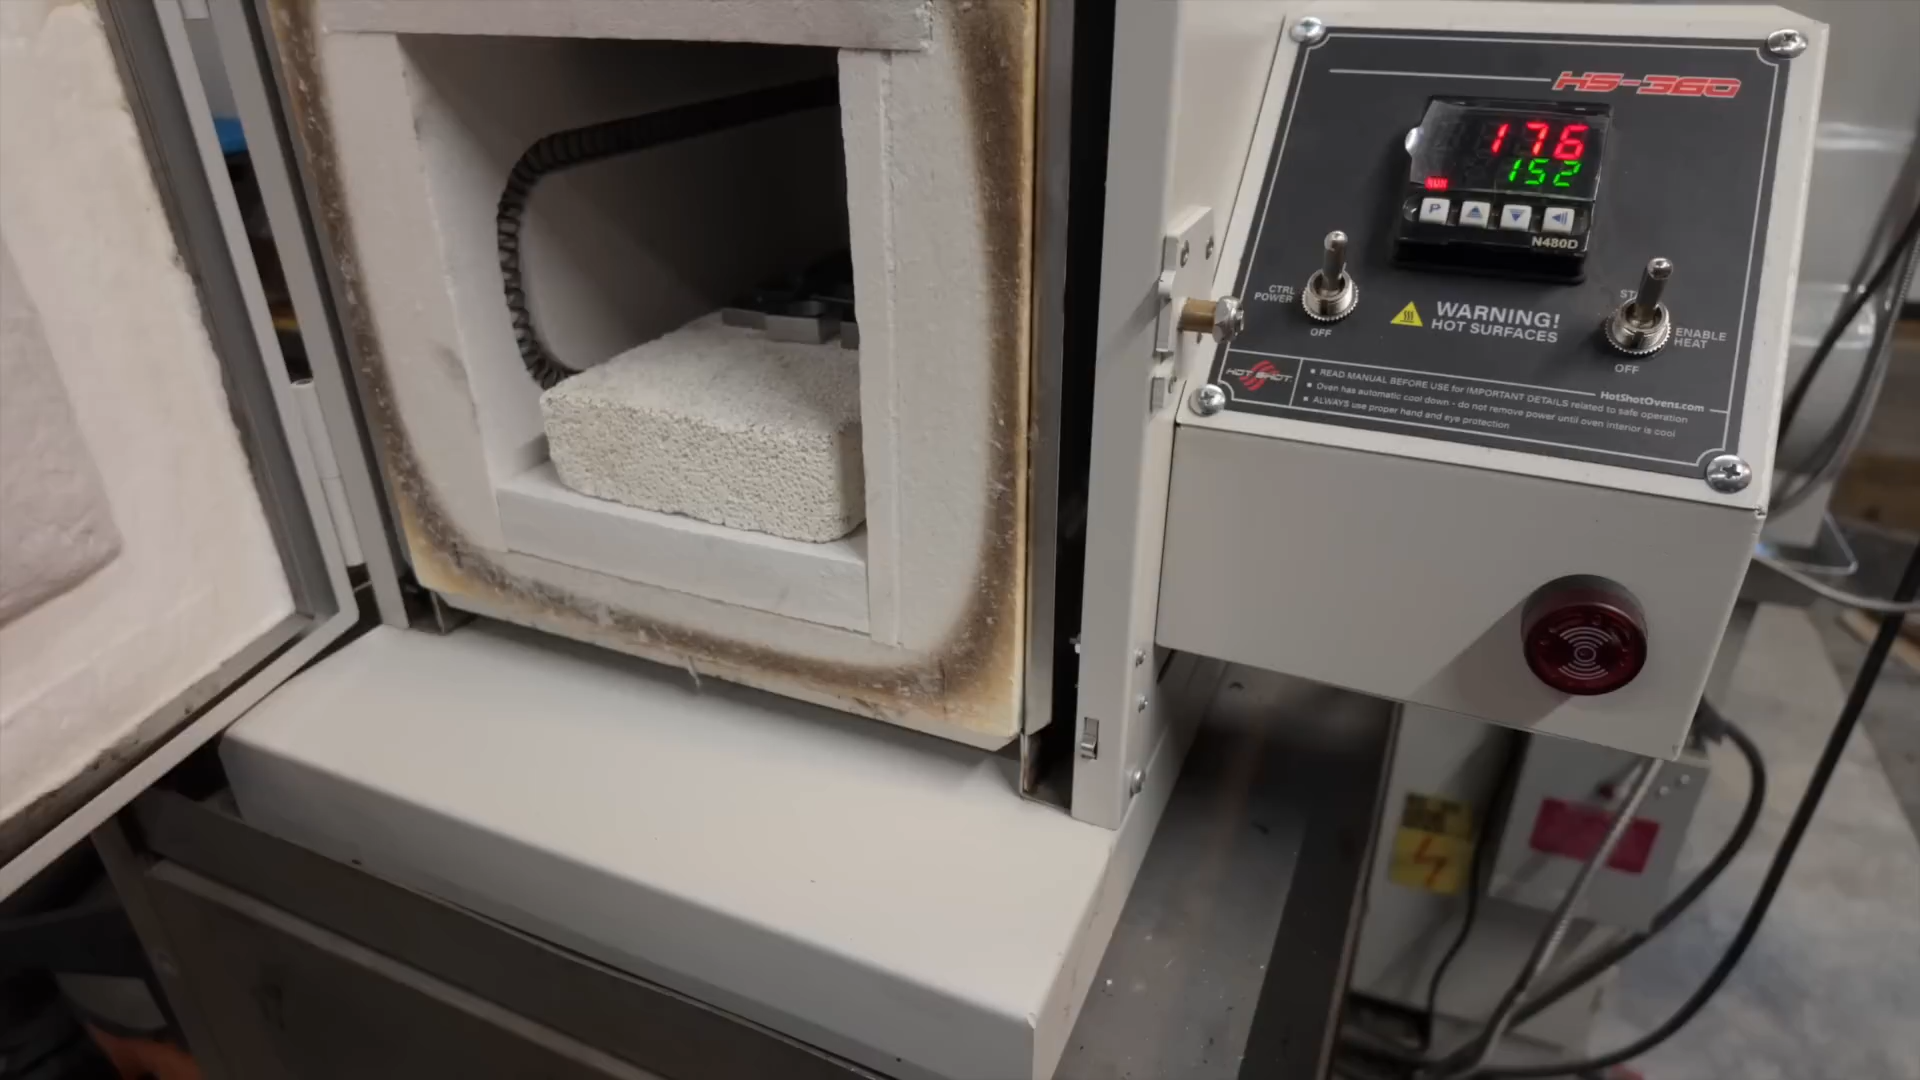 HS-360
176
152
RUN
P
N480D
CTRL
POWER
OFF
WARNING!
HOT SURFACES
ENABLE
HEAT
OFF
HOT SHOT
READ MANUAL BEFORE USE for IMPORTANT DETAILS related to safe operation
HotShotOvens.com
Oven has automatic cool down - do not remove power until oven interior is cool
ALWAYS use proper hand and eye protection